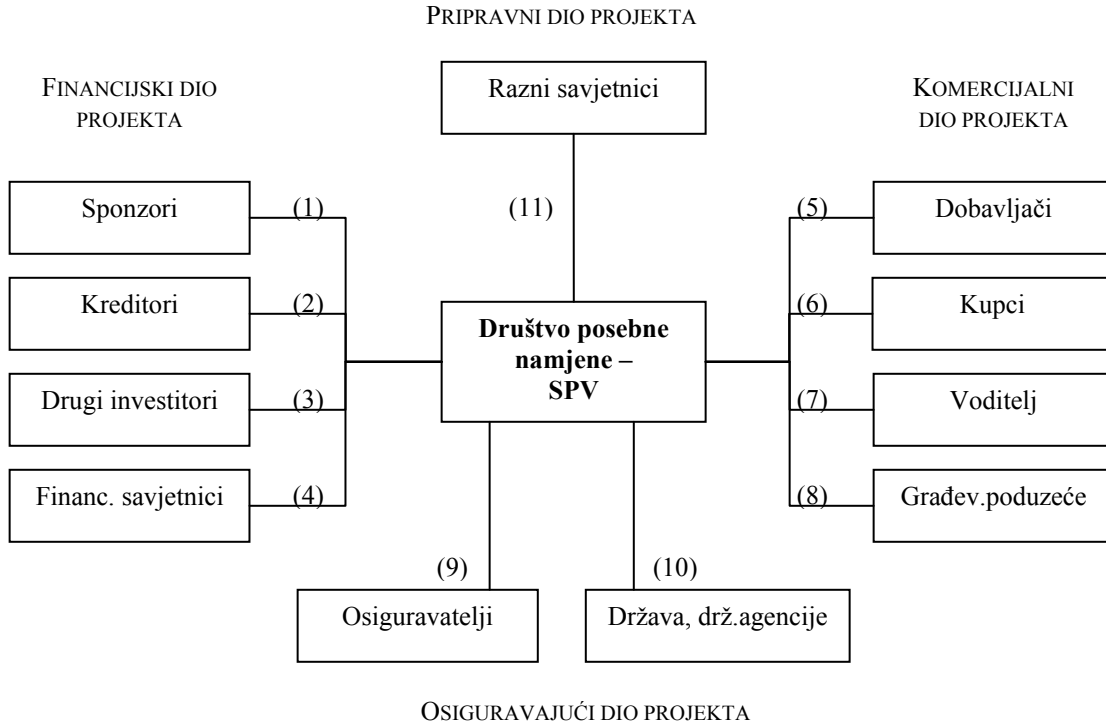 PRIPRAVNI DIO PROJEKTA
FINANCIJSKI DIO
PROJEKTA
Razni savjetnici
KOMERCIJALNI
DIO PROJEKTA
Sponzori
(1)
(11)
(5)
Dobavljači
Kreditori
(2)
Društvo posebne
namjene –
SPV
(6)
Kupci
Drugi investitori
(3)
(7)
Voditelj
Financ. savjetnici
(4)
(8)
Građev.poduzeće
(9)
(10)
Osiguravatelji
Država, drž.agencije
OSIGURAVAJUĆI DIO PROJEKTA